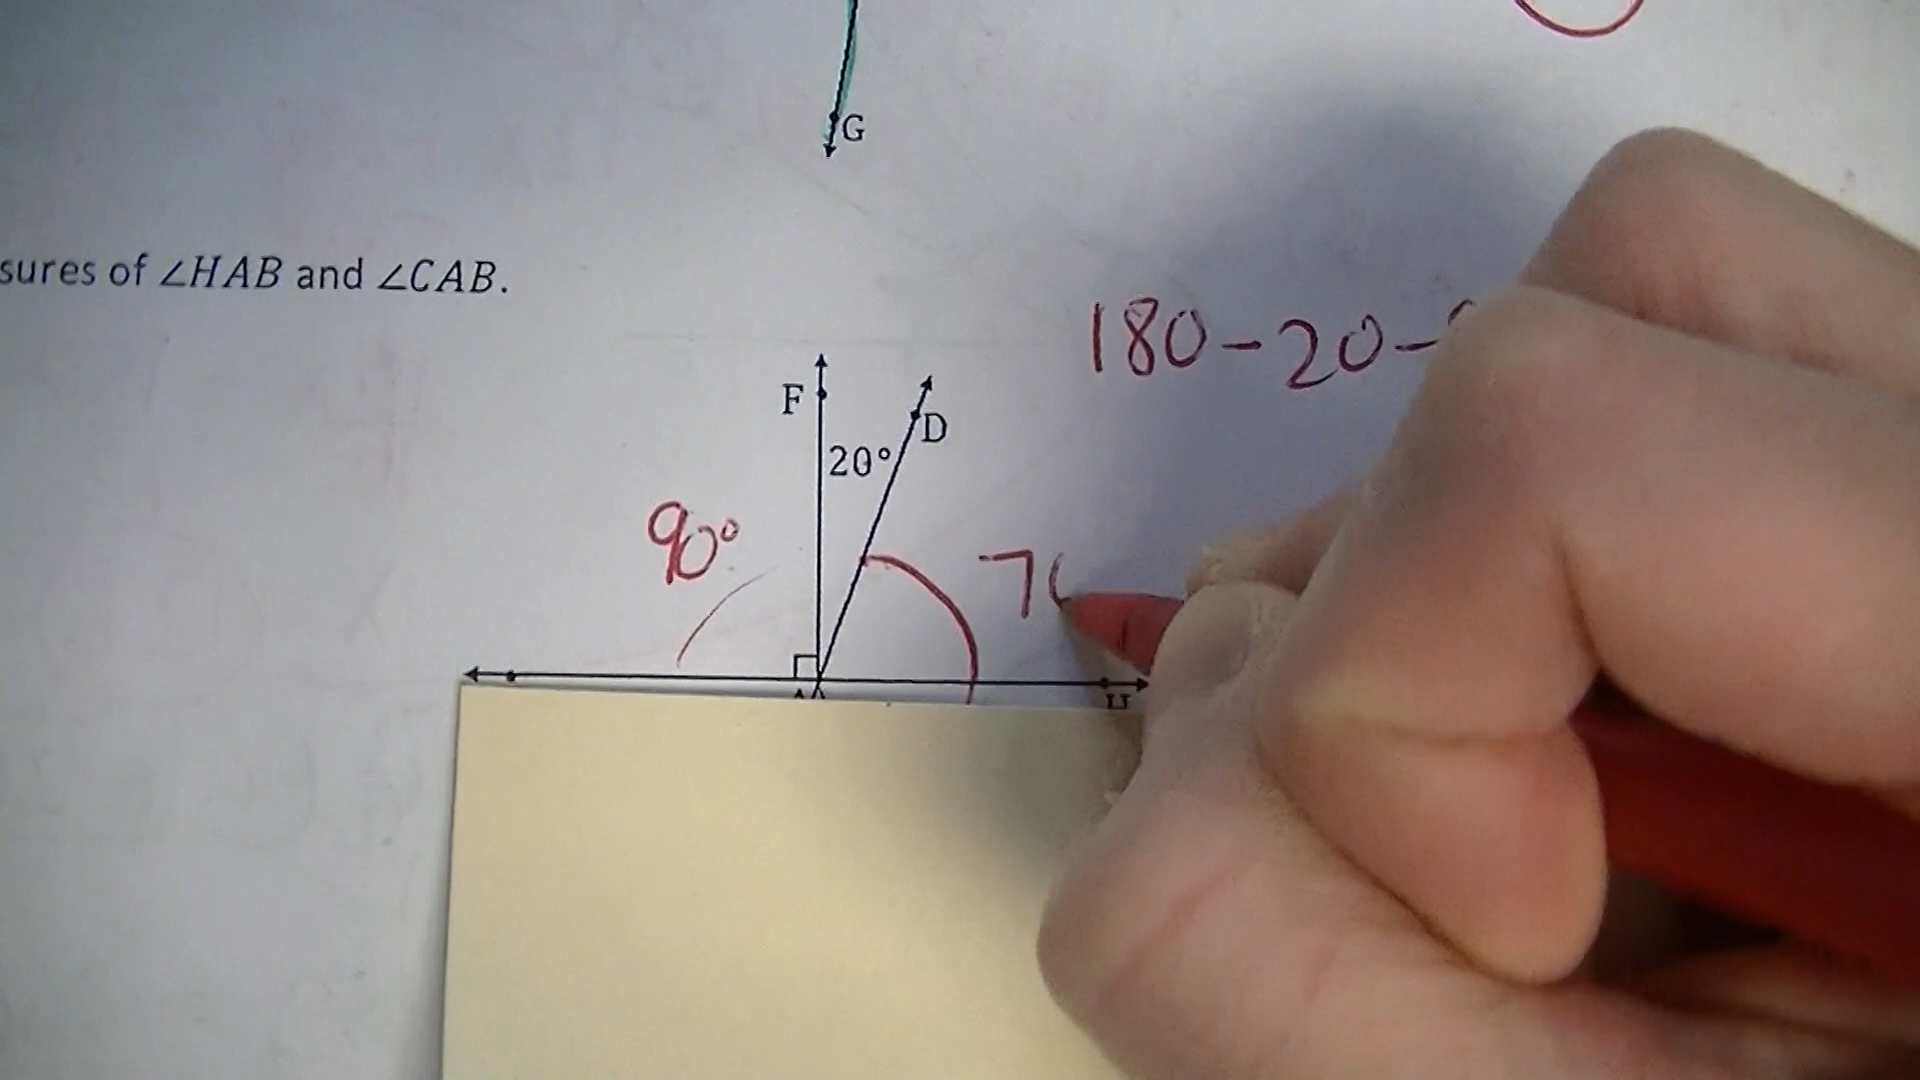 G
sures of ∠HAB and ∠CAB.
180-20-
F
D
20°
90°
7